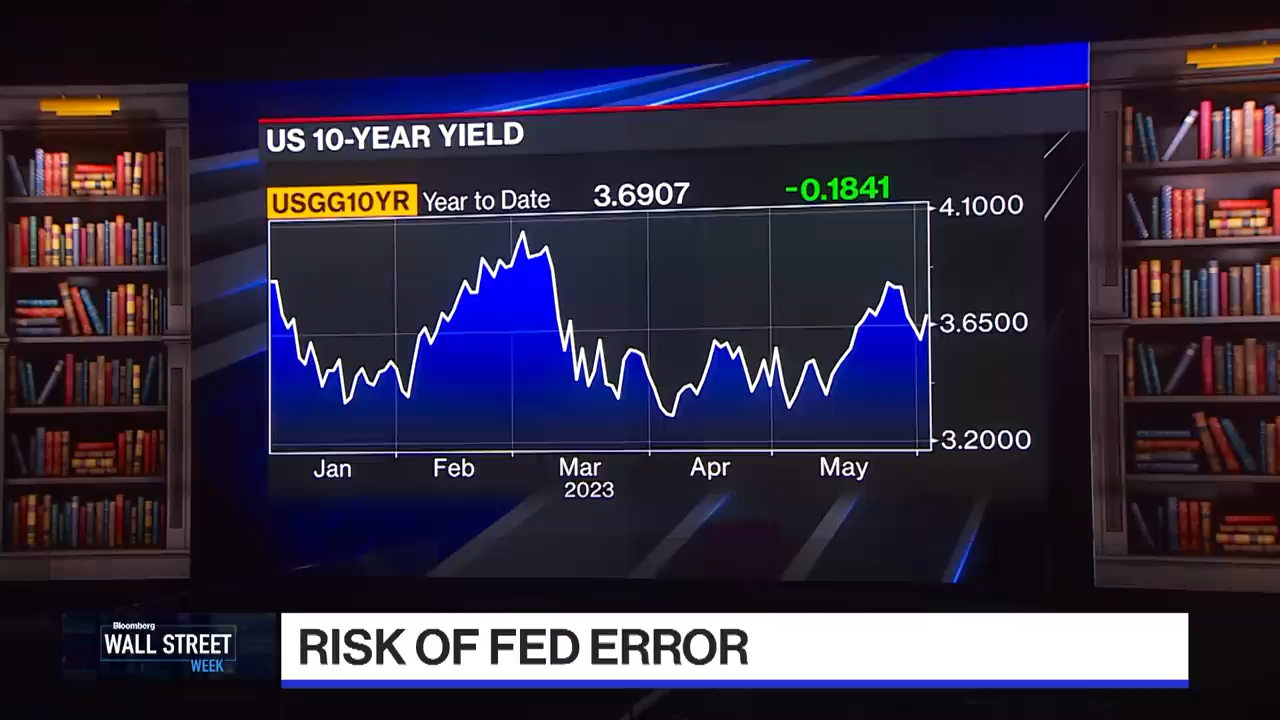 US 10-YEAR YIELD
USGG10YR Year to Date 3.6907 -0.1841
4.1000
3.6500
3.2000
Jan Feb Mar Apr May
2023
Bloomberg
WALL STREET
WEEK
RISK OF FED ERROR